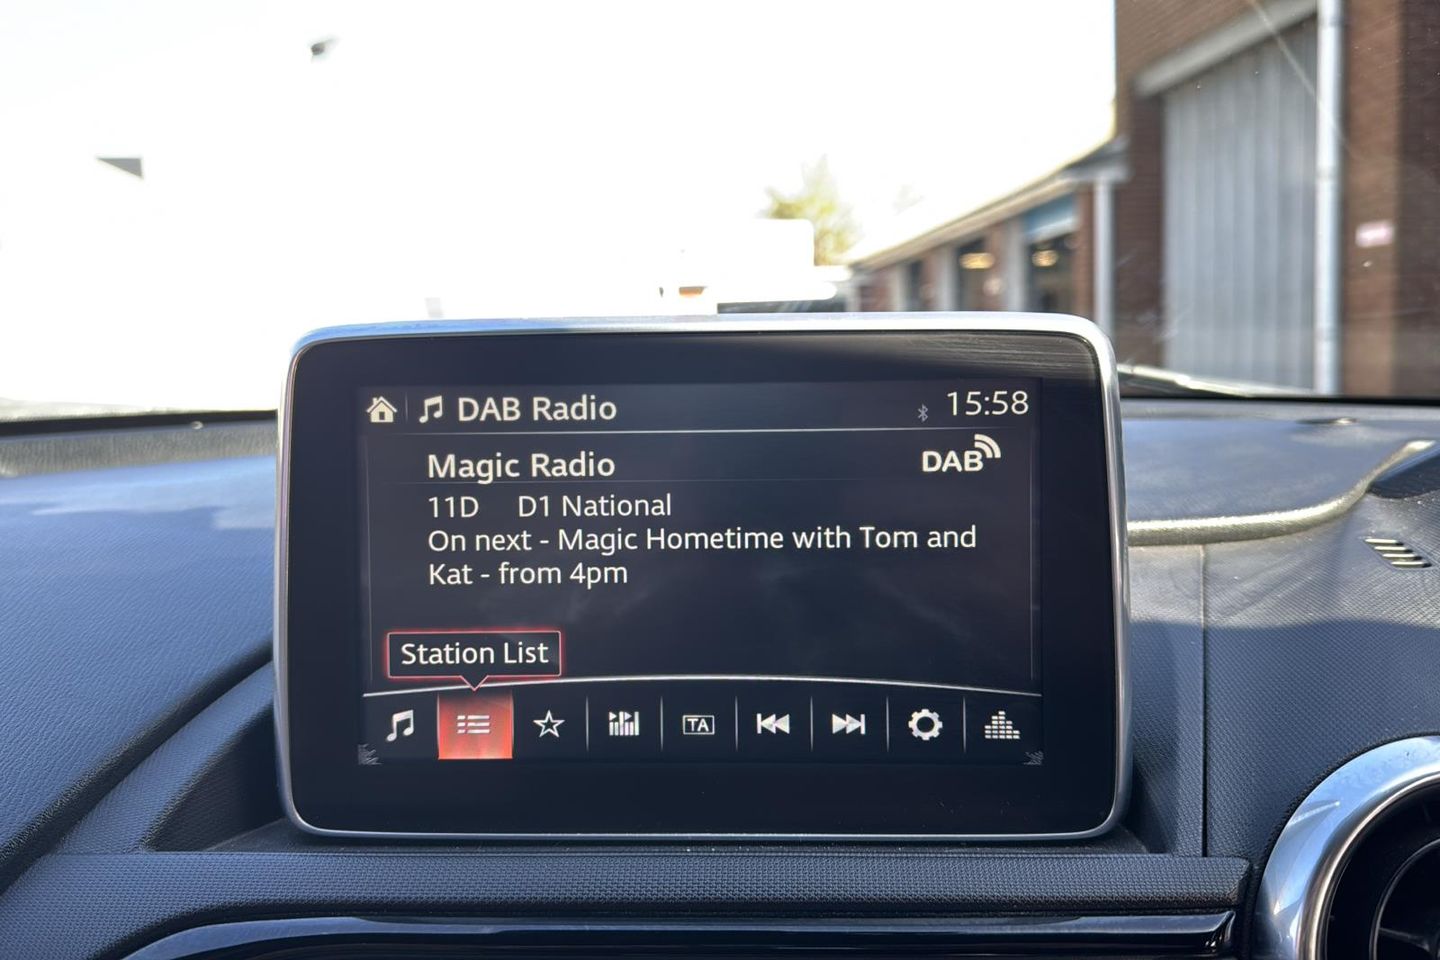 DAB Radio
15:58
Magic Radio
DAB
11D D1 National
On next - Magic Hometime with Tom and
Kat - from 4pm
Station List
TA